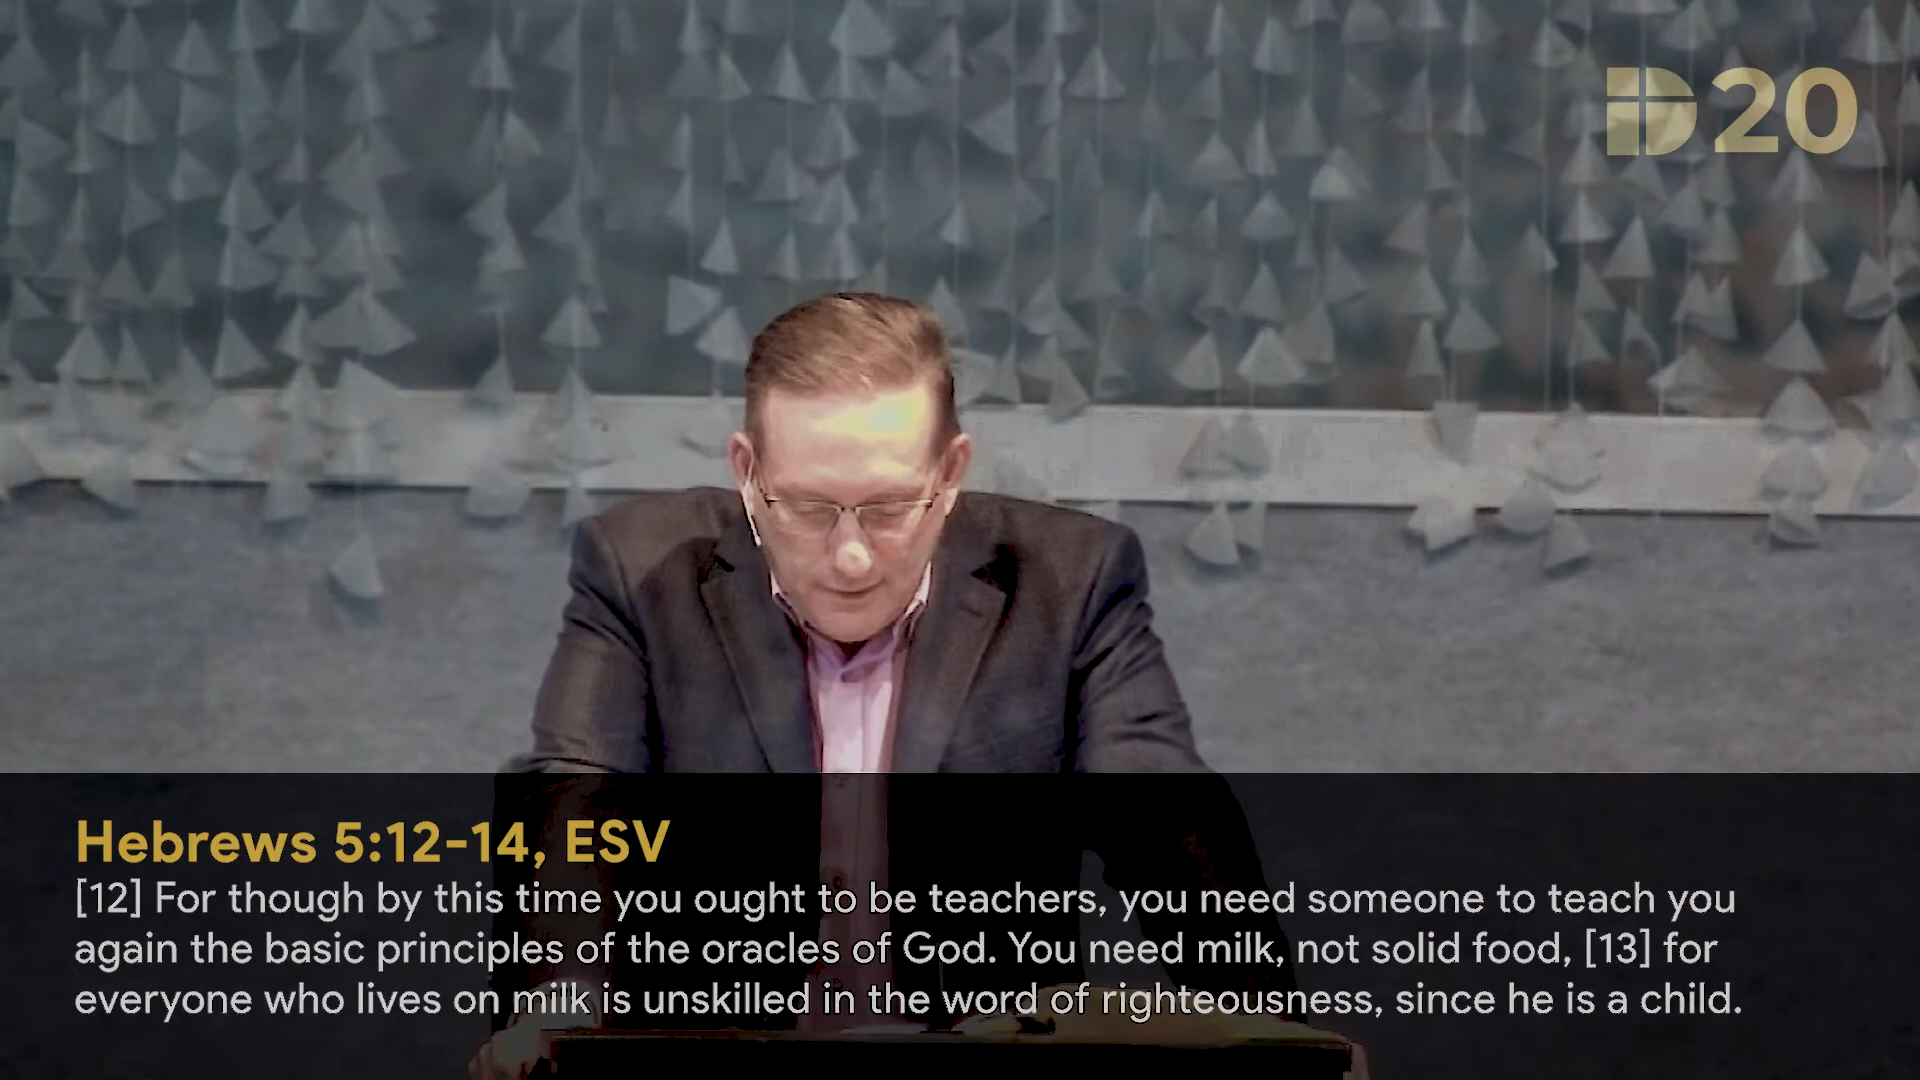 D20
Hebrews 5:12-14, ESV
[12] For though by this time you ought to be teachers, you need someone to teach you
again the basic principles of the oracles of God. You need milk, not solid food, [13] for
everyone who lives on milk is unskilled in the word of righteousness, since he is a child.